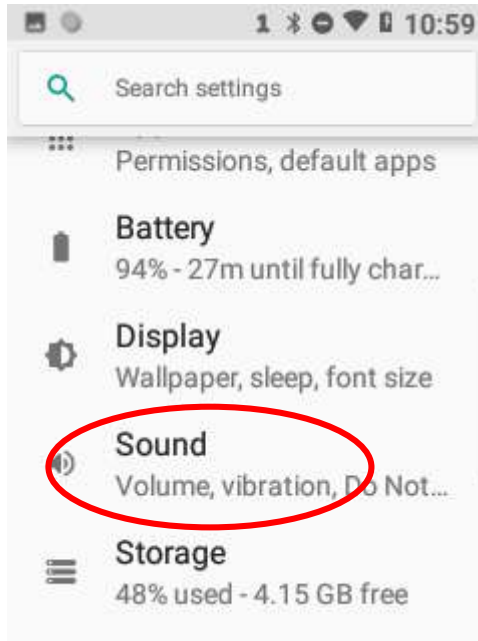 1 10:59
Search settings
Permissions, default apps
Battery
94% - 27m until fully char...
Display
Wallpaper, sleep, font size
Sound
Volume, vibration, Do Not...
Storage
48% used - 4.15 GB free